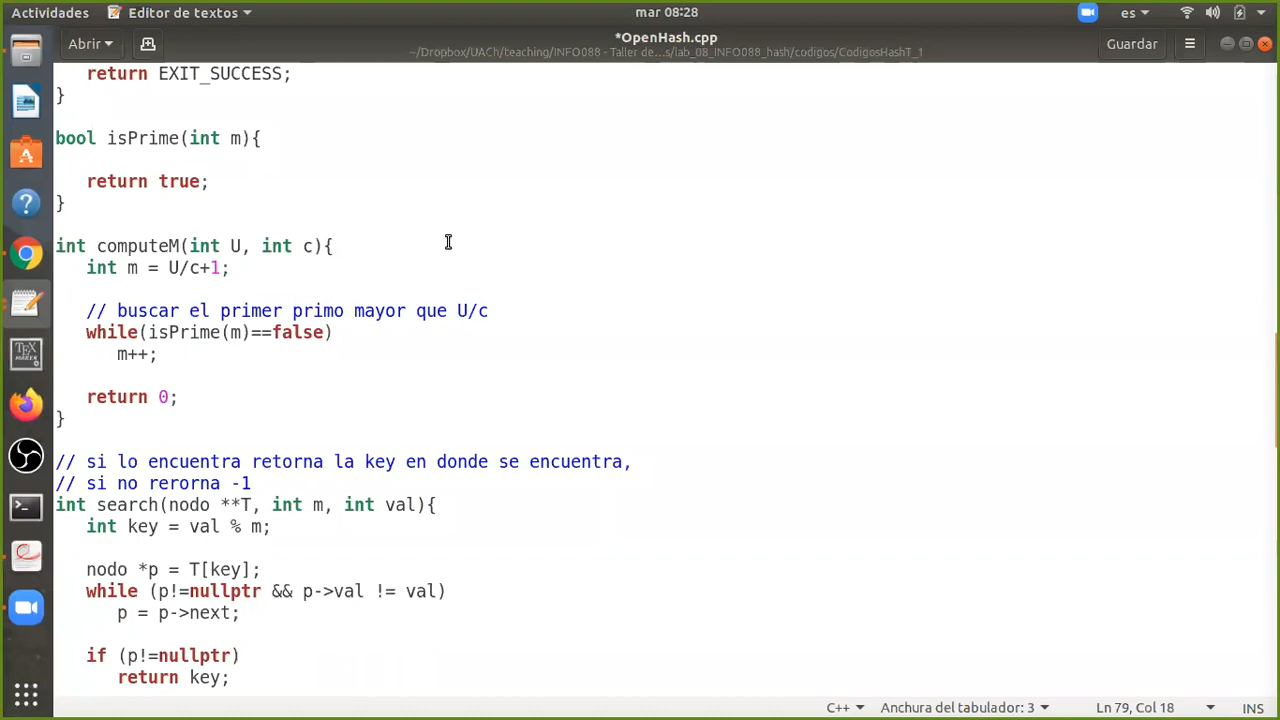 Actividades
Editor de textos
mar 08:28
es
Abrir
*OpenHash.cpp
~/Dropbox/UACh/teaching/INFO088 - Taller de…s/lab_08_INFO088_hash/codigos/CodigosHashT_1
Guardar
return EXIT_SUCCESS;
}
bool isPrime(int m){
return true;
}
int computeM(int U, int c){
int m = U/c+1;
// buscar el primer primo mayor que U/c
while(isPrime(m)==false)
m++;
return 0;
}
// si lo encuentra retorna la key en donde se encuentra,
// si no rerorna -1
int search(nodo **T, int m, int val){
int key = val % m;
nodo *p = T[key];
while (p!=nullptr && p->val != val)
p = p->next;
if (p!=nullptr)
return key;
C++
Anchura del tabulador: 3
Ln 79, Col 18
INS